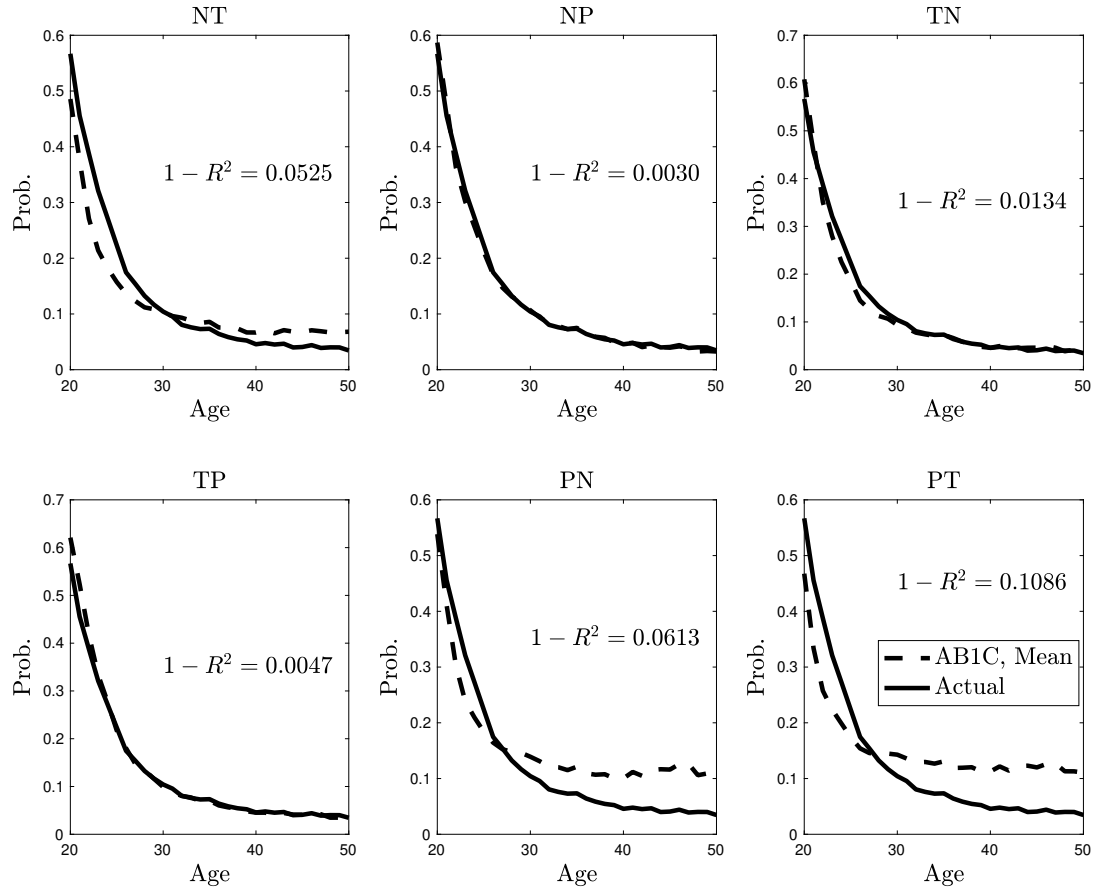 NT
0.6
0.5
0.4
0.3
0.2
0.1
0
Prob.
1 − R² = 0.0525
20 30 40 50
Age
NP
0.6
0.5
0.4
0.3
0.2
0.1
0
Prob.
1 − R² = 0.0030
20 30 40 50
Age
TN
0.7
0.6
0.5
0.4
0.3
0.2
0.1
0
Prob.
1 − R² = 0.0134
20 30 40 50
Age
TP
0.7
0.6
0.5
0.4
0.3
0.2
0.1
0
Prob.
1 − R² = 0.0047
20 30 40 50
Age
PN
0.6
0.5
0.4
0.3
0.2
0.1
0
Prob.
1 − R² = 0.0613
20 30 40 50
Age
PT
0.6
0.5
0.4
0.3
0.2
0.1
0
Prob.
1 − R² = 0.1086
AB1C, Mean
Actual
20 30 40 50
Age